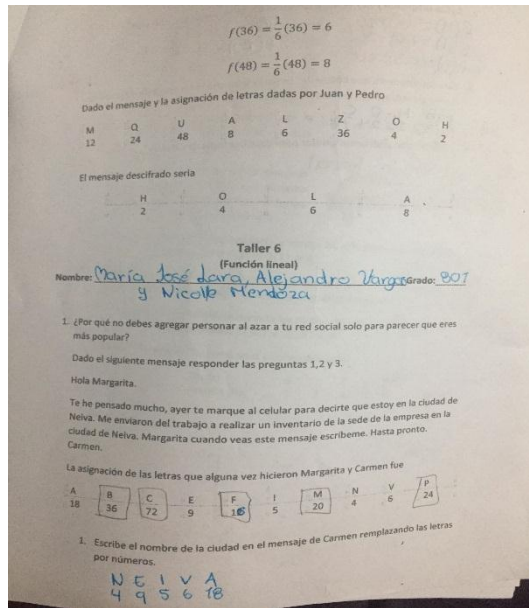 f(36) = 1/6 (36) = 6
f(48) = 1/6 (48) = 8
Dado el mensaje y la asignación de letras dadas por Juan y Pedro
M Q U A L Z O H
12 24 48 8 6 36 4 2
El mensaje descifrado sería
H O L A
2 4 6 8
Taller 6
(Función lineal)
Nombre: María José Lara, Alejandro Vargas Grado: 801
y Nicolle Mendoza
1. ¿Por qué no debes agregar personar al azar a tu red social solo para parecer que eres
más popular?
Dado el siguiente mensaje responder las preguntas 1,2 y 3.
Hola Margarita.
Te he pensado mucho, ayer te marque al celular para decirte que estoy en la ciudad de
Neiva. Me enviaron del trabajo a realizar un inventario de la sede de la empresa en la
ciudad de Neiva. Margarita cuando veas este mensaje escríbeme. Hasta pronto.
Carmen.
La asignación de las letras que alguna vez hicieron Margarita y Carmen fue
A B C E F I M N V P
18 36 72 9 16 5 20 4 6 24
1. Escribe el nombre de la ciudad en el mensaje de Carmen remplazando las letras
por números.
N E I V A
4 9 5 6 18